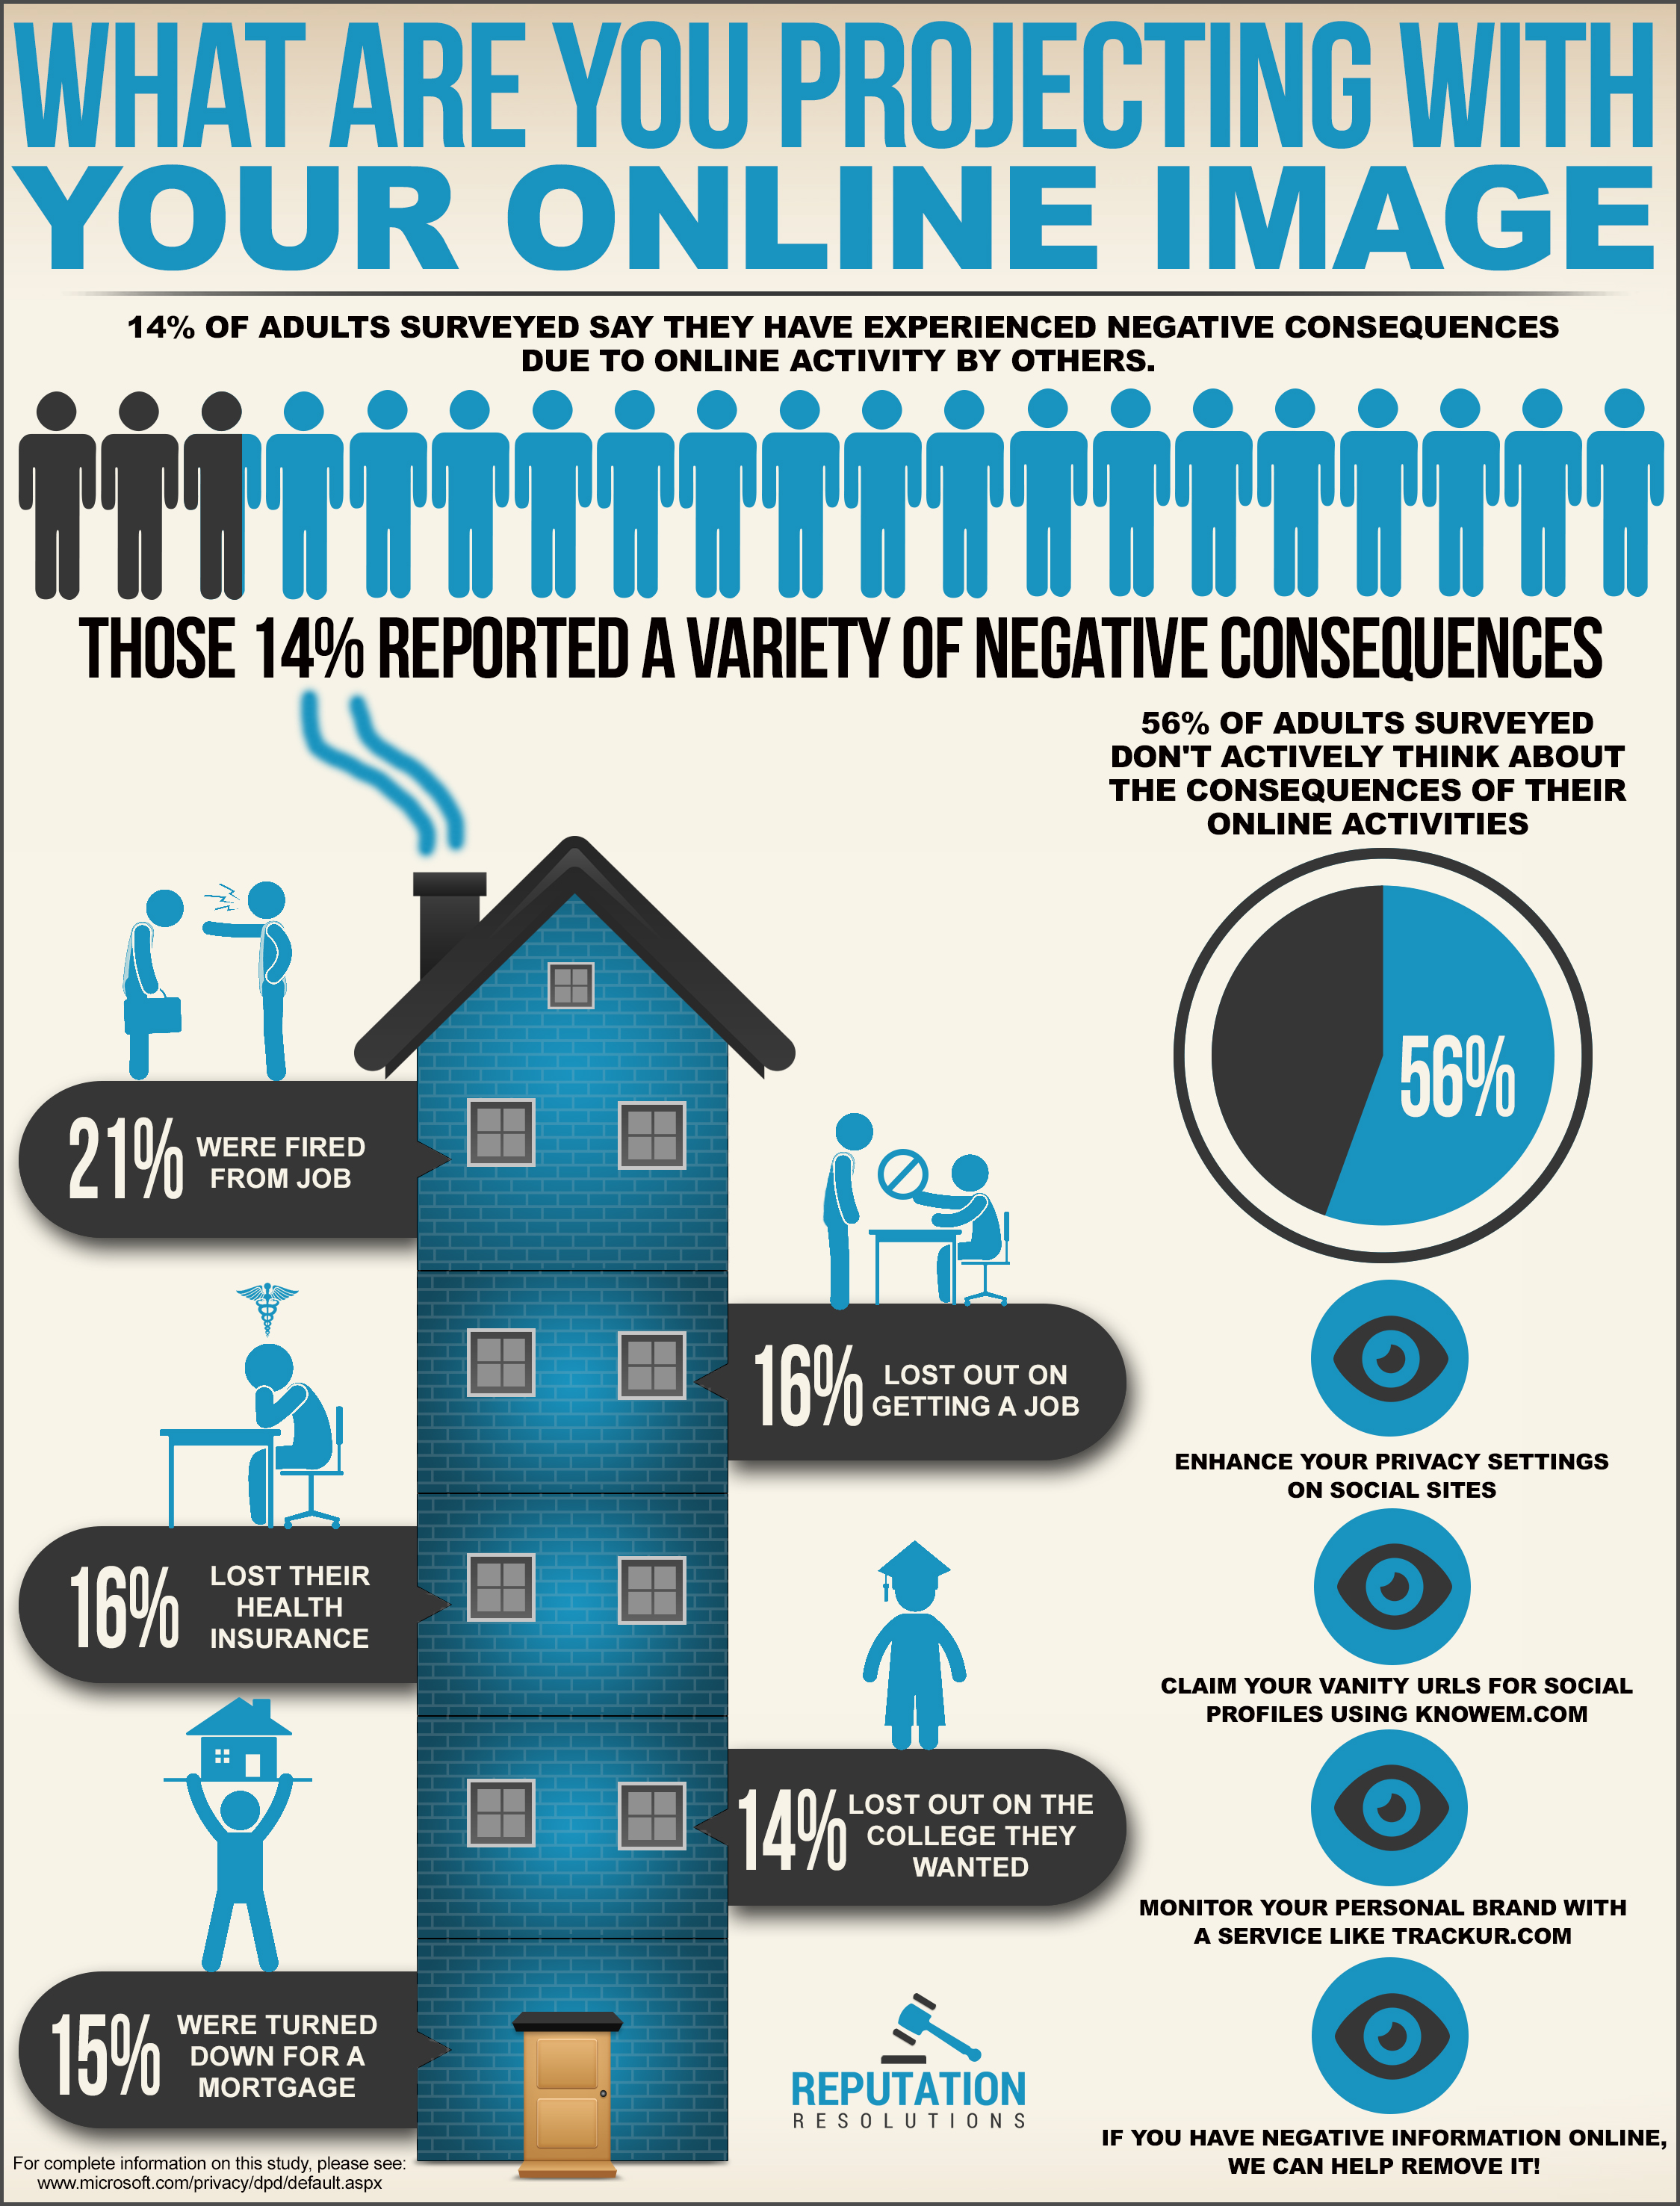 WHAT ARE YOU PROJECTING WITH
YOUR ONLINE IMAGE
14% OF ADULTS SURVEYED SAY THEY HAVE EXPERIENCED NEGATIVE CONSEQUENCES
DUE TO ONLINE ACTIVITY BY OTHERS.
THOSE 14% REPORTED A VARIETY OF NEGATIVE CONSEQUENCES
56% OF ADULTS SURVEYED
DON'T ACTIVELY THINK ABOUT
THE CONSEQUENCES OF THEIR
ONLINE ACTIVITIES
56%
21%
WERE FIRED
FROM JOB
16%
LOST OUT ON
GETTING A JOB
16%
LOST THEIR
HEALTH
INSURANCE
14%
LOST OUT ON THE
COLLEGE THEY
WANTED
15%
WERE TURNED
DOWN FOR A
MORTGAGE
ENHANCE YOUR PRIVACY SETTINGS
ON SOCIAL SITES
CLAIM YOUR VANITY URLS FOR SOCIAL
PROFILES USING KNOWEM.COM
MONITOR YOUR PERSONAL BRAND WITH
A SERVICE LIKE TRACKUR.COM
IF YOU HAVE NEGATIVE INFORMATION ONLINE,
WE CAN HELP REMOVE IT!
REPUTATION
RESOLUTIONS
For complete information on this study, please see:
www.microsoft.com/privacy/dpd/default.aspx